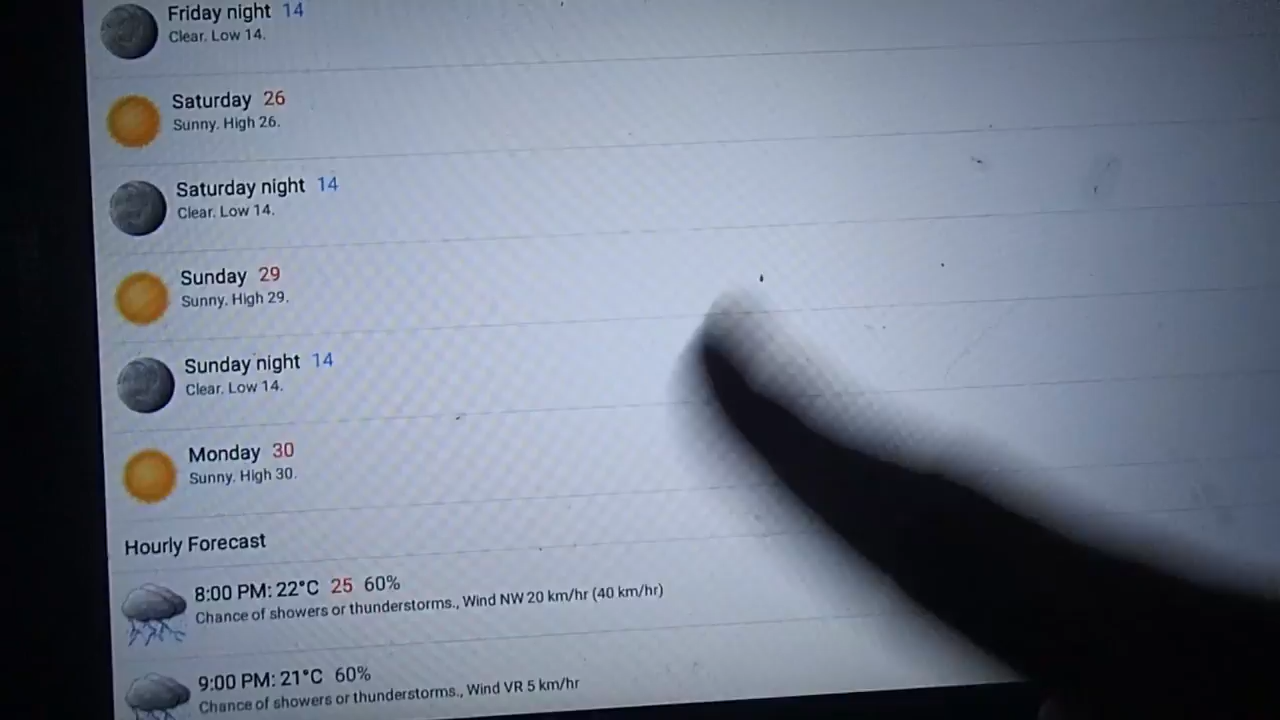 Friday night 14
Clear. Low 14.
Saturday 26
Sunny. High 26.
Saturday night 14
Clear. Low 14.
Sunday 29
Sunny. High 29.
Sunday night 14
Clear. Low 14.
Monday 30
Sunny. High 30.
Hourly Forecast
8:00 PM: 22°C 25 60%
Chance of showers or thunderstorms., Wind NW 20 km/hr (40 km/hr)
9:00 PM: 21°C 60%
Chance of showers or thunderstorms., Wind VR 5 km/hr